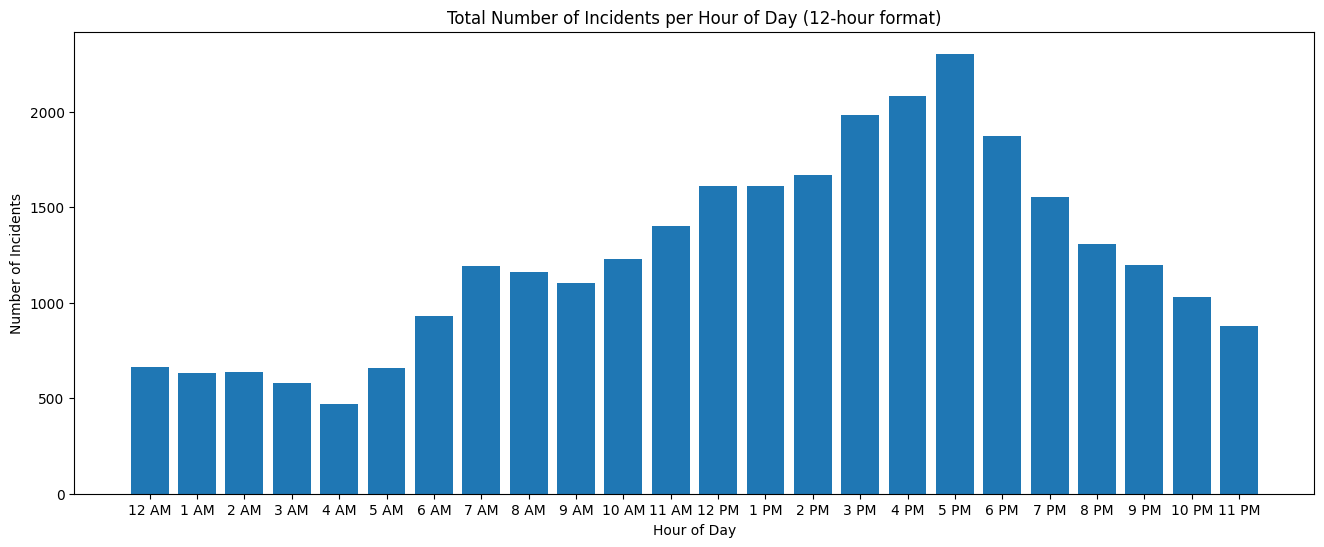 Total Number of Incidents per Hour of Day (12-hour format)
Number of Incidents
2000
1500
1000
500
0
12 AM 1 AM 2 AM 3 AM 4 AM 5 AM 6 AM 7 AM 8 AM 9 AM 10 AM 11 AM 12 PM 1 PM 2 PM 3 PM 4 PM 5 PM 6 PM 7 PM 8 PM 9 PM 10 PM 11 PM
Hour of Day